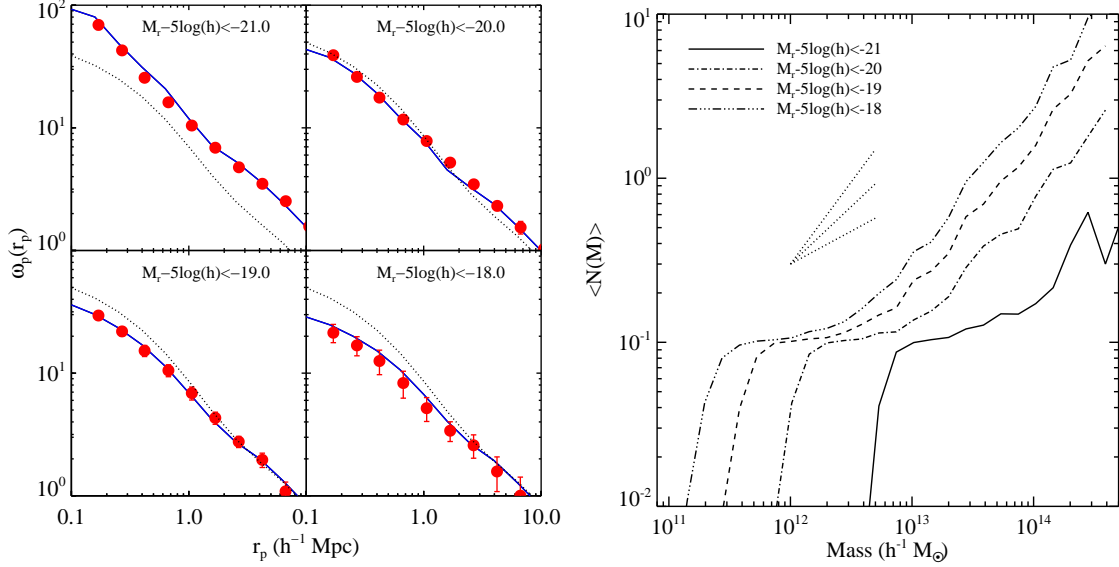 M_r−5log(h)<−21.0
M_r−5log(h)<−20.0
M_r−5log(h)<−19.0
M_r−5log(h)<−18.0
10^2
10^1
10^0
10^1
10^0
ω_p(r_p)
0.1
1.0
0.1
1.0
10.0
r_p (h^-1 Mpc)
M_r-5log(h)<-21
M_r-5log(h)<-20
M_r-5log(h)<-19
M_r-5log(h)<-18
10^1
10^0
10^-1
10^-2
<N(M)>
10^11
10^12
10^13
10^14
Mass (h^-1 M_⊙)